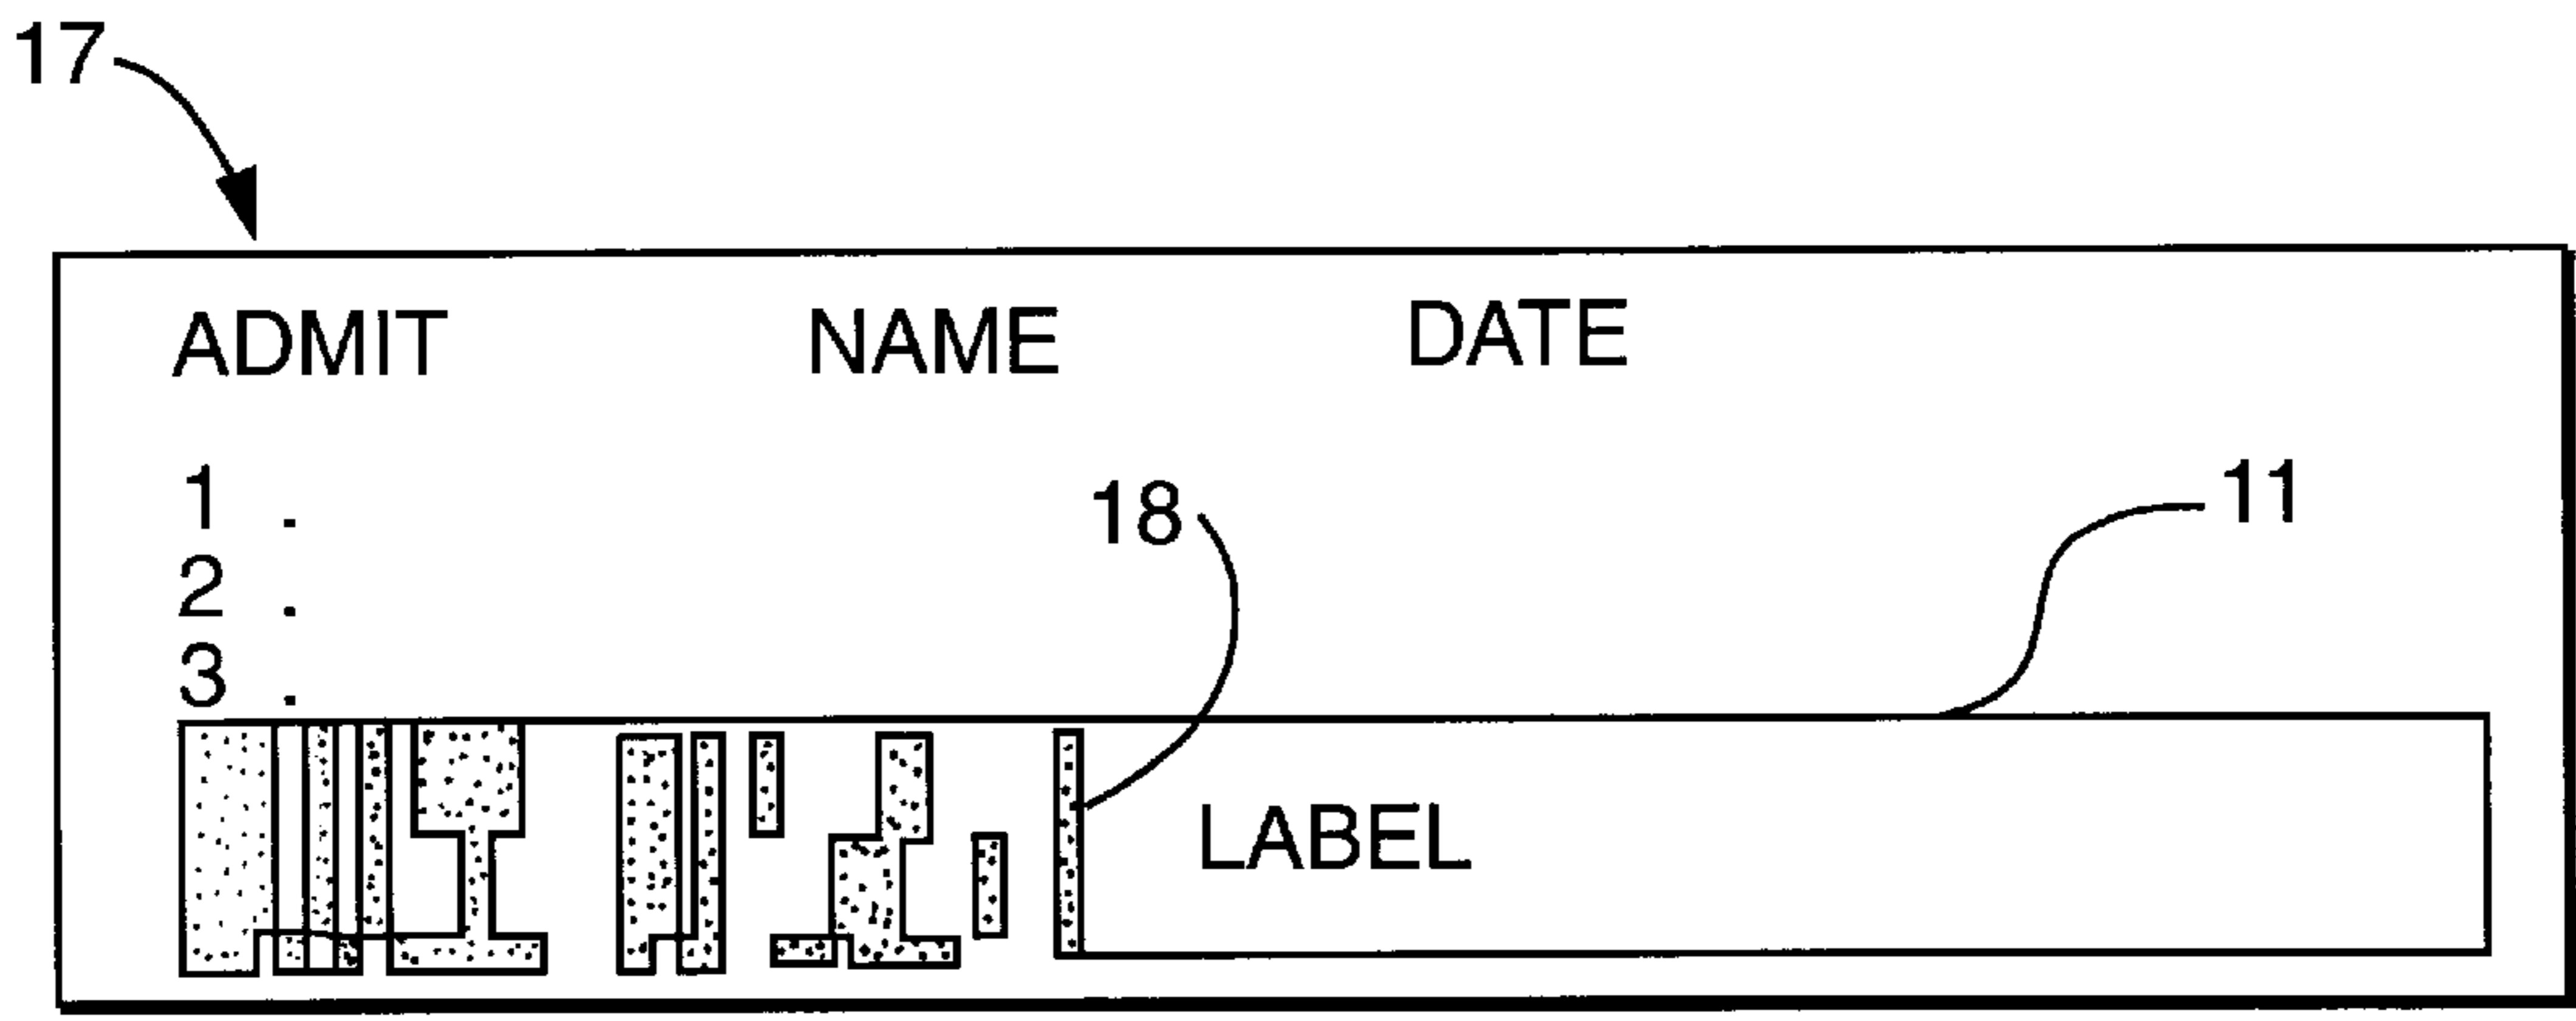 17
ADMIT NAME DATE
1 .
18 11
2 .
3 .
LABEL